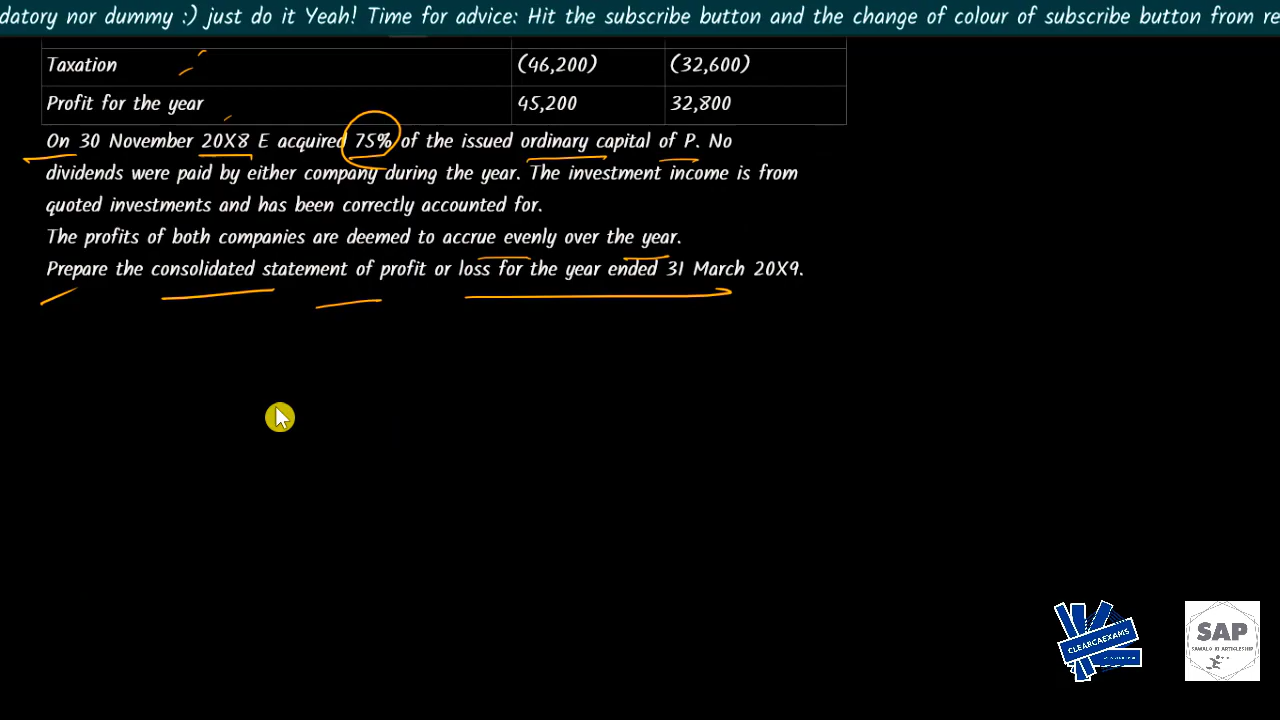 datory nor dummy :) just do it Yeah! Time for advice: Hit the subscribe button and the change of colour of subscribe button from re
Taxation (46,200) (32,600)
Profit for the year 45,200 32,800
On 30 November 20X8 E acquired 75% of the issued ordinary capital of P. No
dividends were paid by either company during the year. The investment income is from
quoted investments and has been correctly accounted for.
The profits of both companies are deemed to accrue evenly over the year.
Prepare the consolidated statement of profit or loss for the year ended 31 March 20X9.
CLEARCAEXAMS
SAP
SAWALO KI ARTICLESHIP